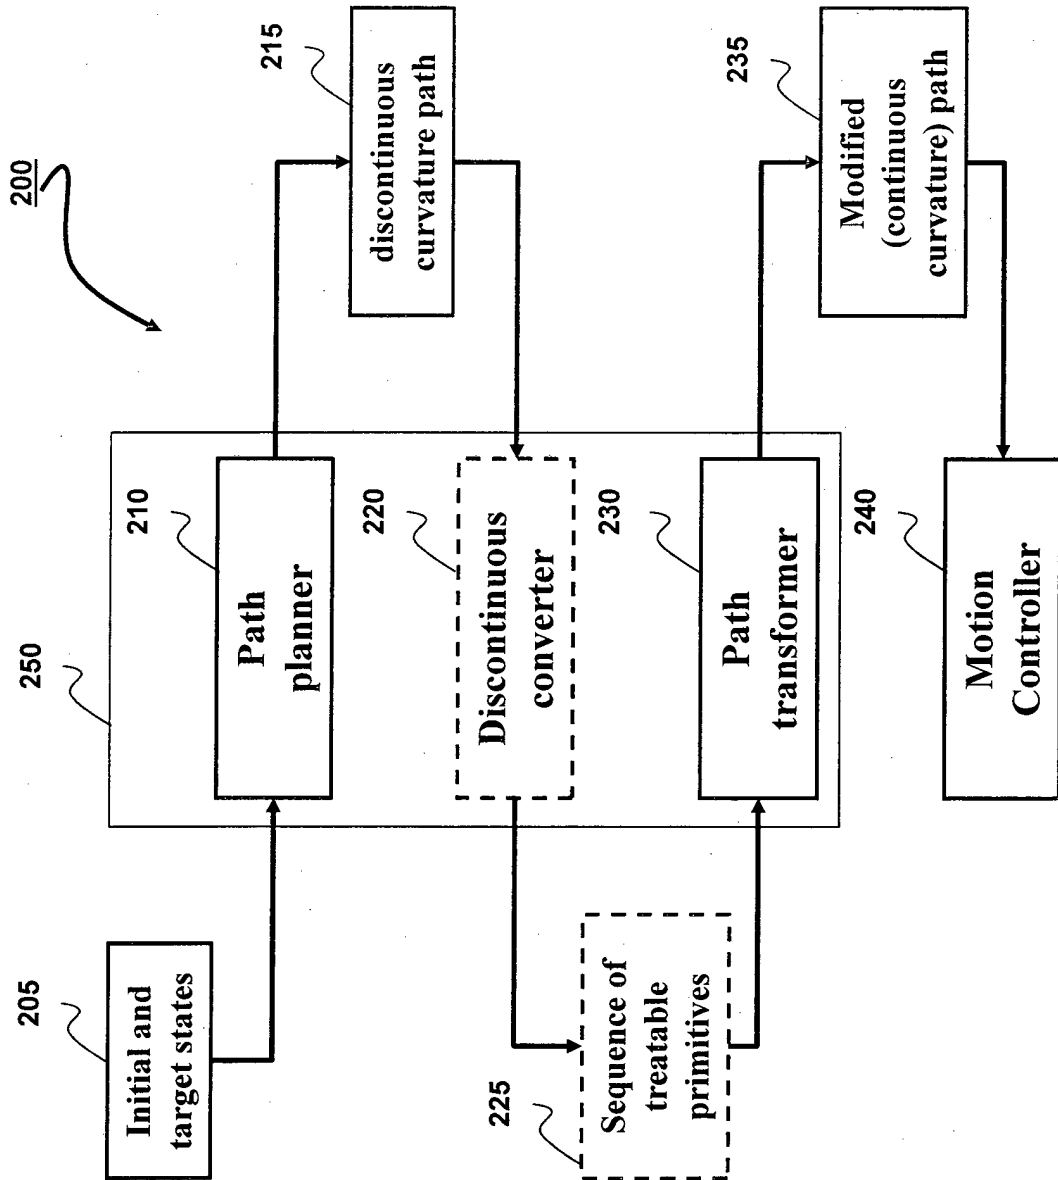 200
205
Initial and
target states
250
210
Path
planner
215
discontinuous
curvature path
220
Discontinuous
converter
225
Sequence of
treatable
primitives
230
Path
transformer
235
Modified
(continuous
curvature) path
240
Motion
Controller